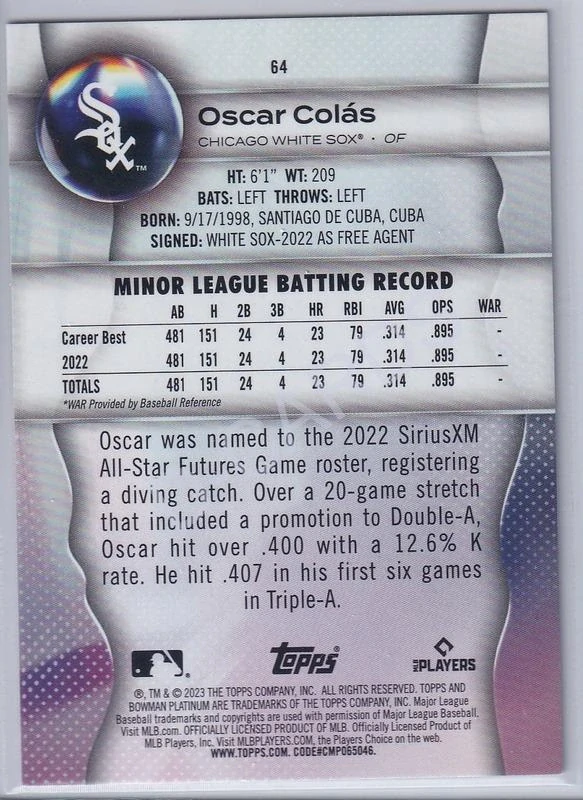 64
Sox
TM
Oscar Colás
CHICAGO WHITE SOX® · OF
HT: 6'1" WT: 209
BATS: LEFT THROWS: LEFT
BORN: 9/17/1998, SANTIAGO DE CUBA, CUBA
SIGNED: WHITE SOX-2022 AS FREE AGENT
MINOR LEAGUE BATTING RECORD
AB H 2B 3B HR RBI AVG OPS WAR
Career Best 481 151 24 4 23 79 .314 .895 -
2022 481 151 24 4 23 79 .314 .895 -
TOTALS 481 151 24 4 23 79 .314 .895 -
*WAR Provided by Baseball Reference
Oscar was named to the 2022 SiriusXM
All-Star Futures Game roster, registering
a diving catch. Over a 20-game stretch
that included a promotion to Double-A,
Oscar hit over .400 with a 12.6% K
rate. He hit .407 in his first six games
in Triple-A.
topps®
MLB PLAYERS
®, TM & © 2023 THE TOPPS COMPANY, INC. ALL RIGHTS RESERVED. TOPPS AND
BOWMAN PLATINUM ARE TRADEMARKS OF THE TOPPS COMPANY, INC. Major League
Baseball trademarks and copyrights are used with permission of Major League Baseball.
Visit MLB.com. OFFICIALLY LICENSED PRODUCT OF MLB. Officially Licensed Product of
MLB Players, Inc. Visit MLBPLAYERS.COM, the Players Choice on the web.
WWW.TOPPS.COM. CODE#CMP065046.